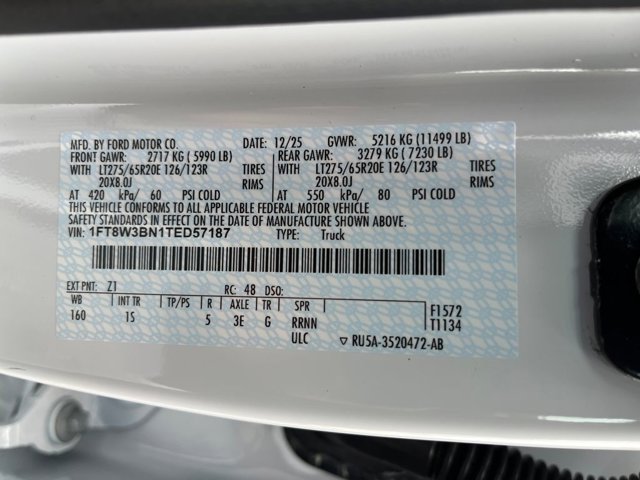 MFD. BY FORD MOTOR CO. DATE: 12/25 GVWR: 5216 KG (11499 LB)
FRONT GAWR: 2717 KG (5990 LB) REAR GAWR: 3279 KG (7230 LB)
WITH LT275/65R20E 126/123R TIRES WITH LT275/65R20E 126/123R TIRES
20X8.0J RIMS 20X8.0J RIMS
AT 420 kPa/ 60 PSI COLD AT 550 kPa/ 80 PSI COLD
THIS VEHICLE CONFORMS TO ALL APPLICABLE FEDERAL MOTOR VEHICLE
SAFETY STANDARDS IN EFFECT ON THE DATE OF MANUFACTURE SHOWN ABOVE.
VIN: 1FT8W3BN1TED57187 TYPE: Truck
EXT PNT: Z1 RC: 48 DSO:
WB INT TR TP/PS R AXLE TR SPR F1572
160 1S 5 3E G RRNN T1134
ULC RU5A-3520472-AB